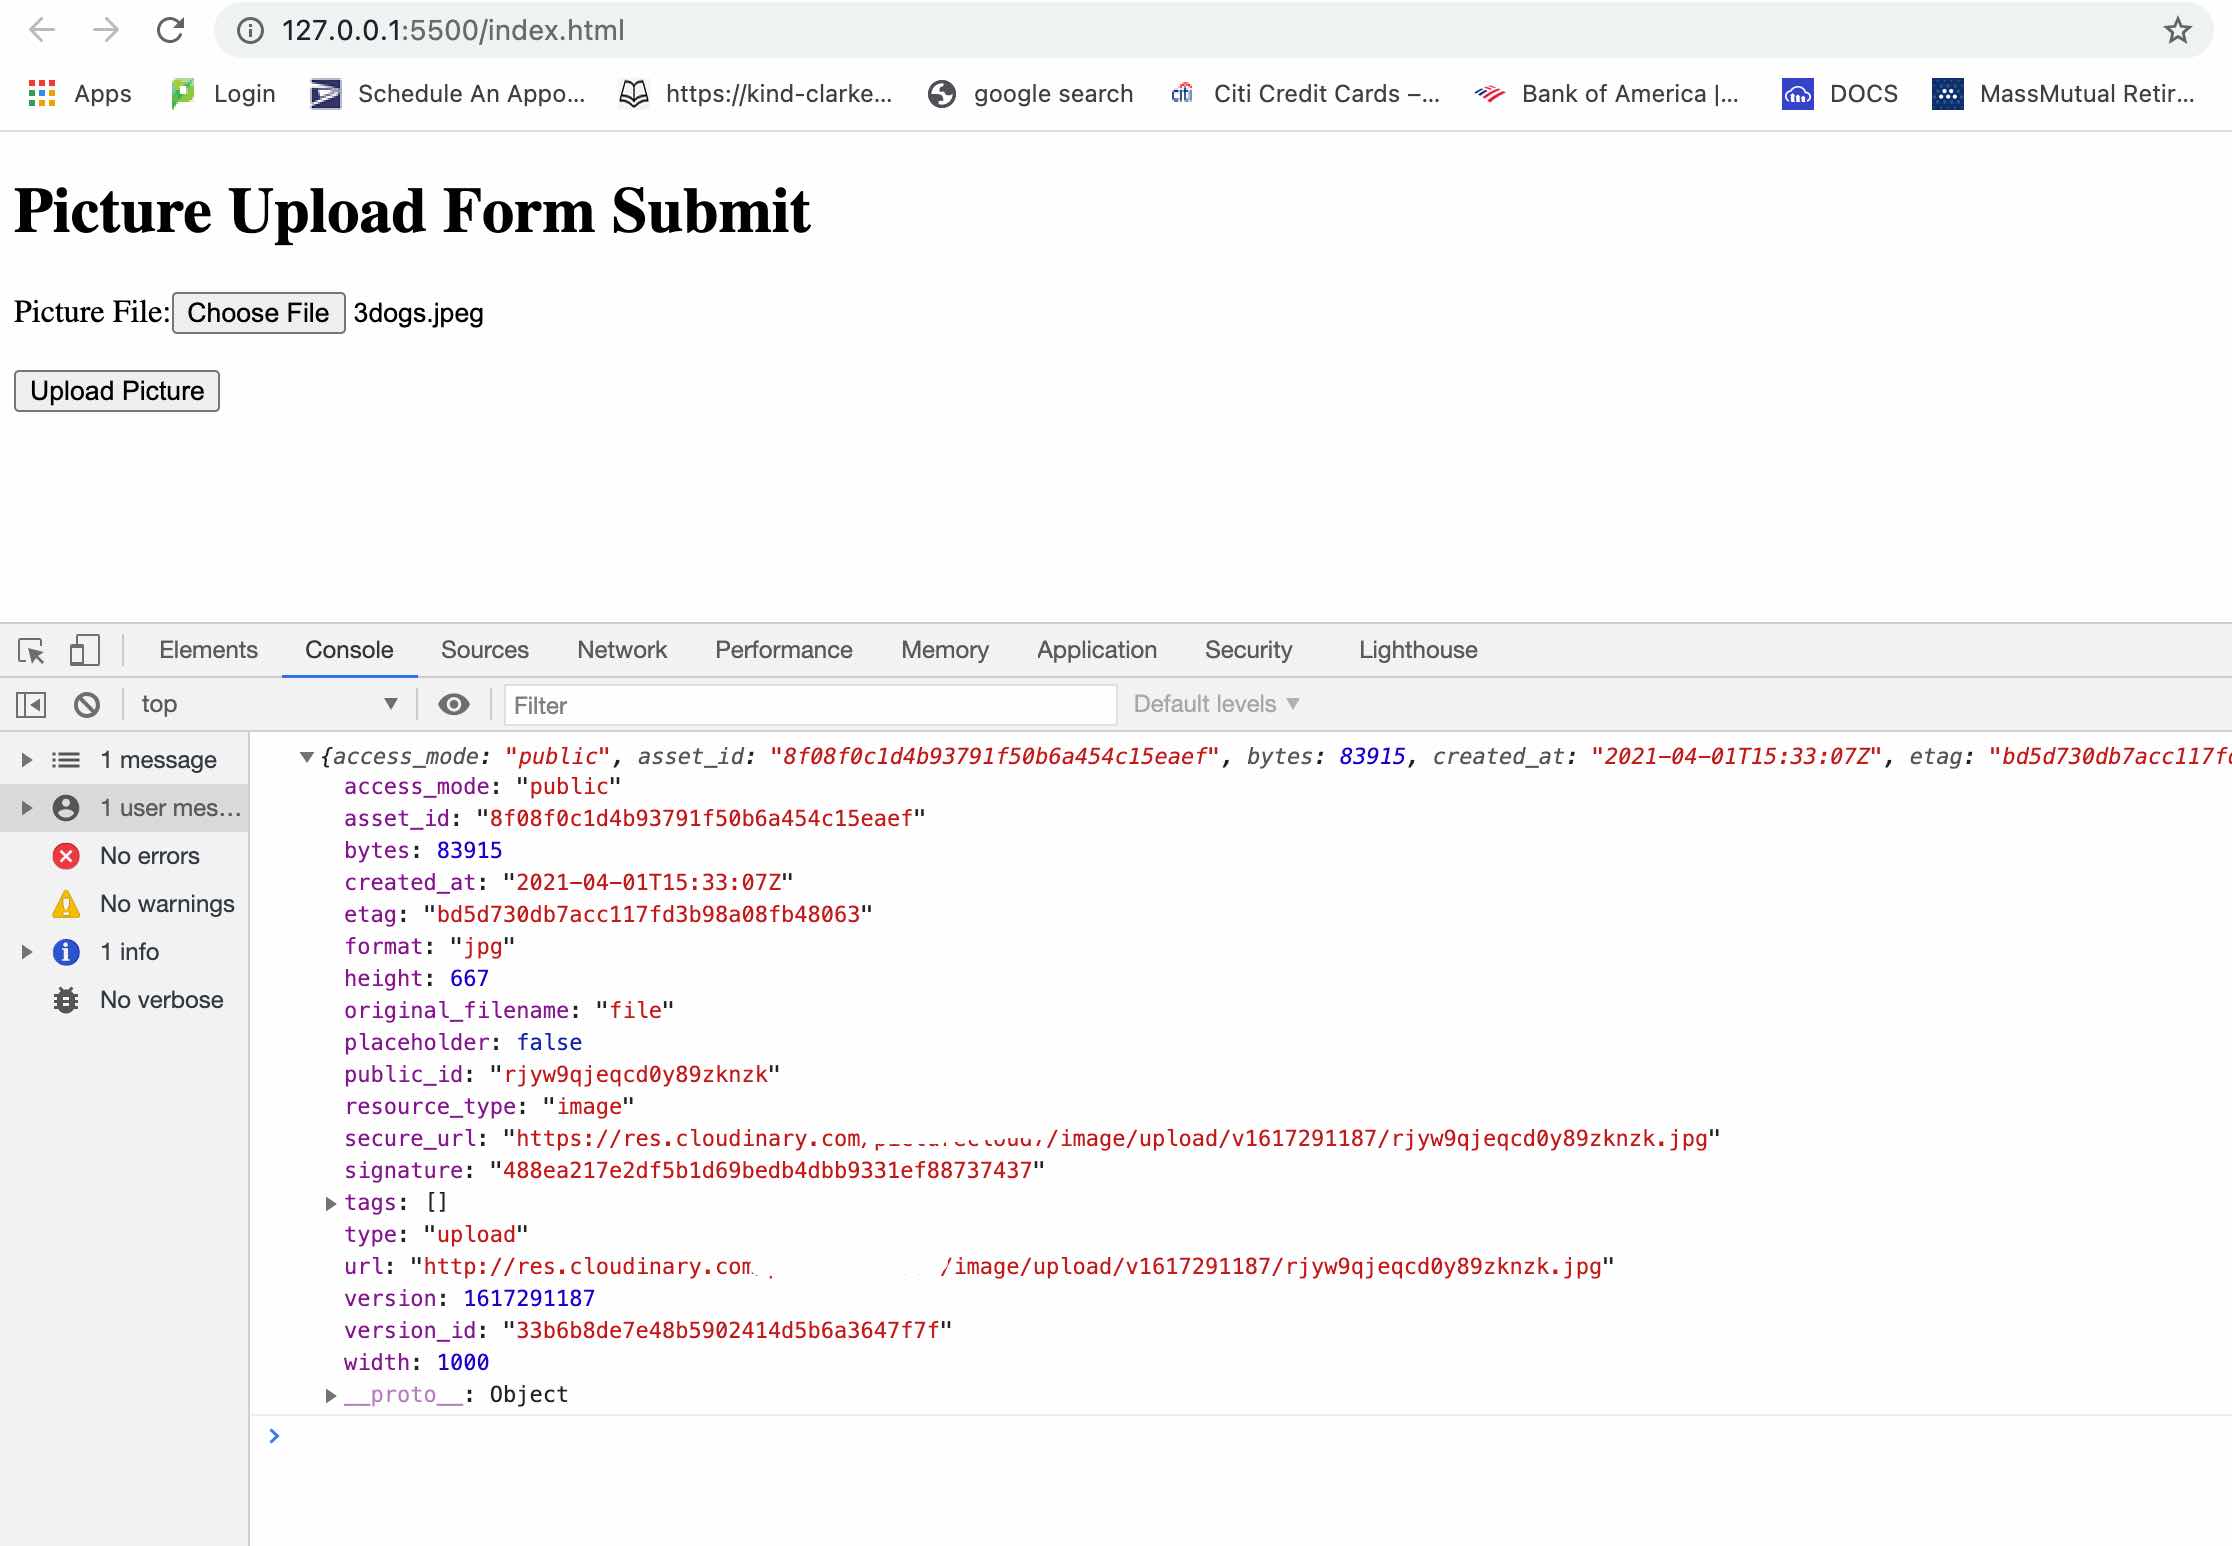 127.0.0.1:5500/index.html
Apps Login Schedule An Appo... https://kind-clarke... google search citi Citi Credit Cards –... Bank of America |... DOCS MassMutual Retir...
Picture Upload Form Submit
Picture File: Choose File 3dogs.jpeg
Upload Picture
Elements Console Sources Network Performance Memory Application Security Lighthouse
top Filter Default levels
1 message
1 user mes...
No errors
No warnings
1 info
No verbose
{access_mode: "public", asset_id: "8f08f0c1d4b93791f50b6a454c15eaef", bytes: 83915, created_at: "2021-04-01T15:33:07Z", etag: "bd5d730db7acc117fd
access_mode: "public"
asset_id: "8f08f0c1d4b93791f50b6a454c15eaef"
bytes: 83915
created_at: "2021-04-01T15:33:07Z"
etag: "bd5d730db7acc117fd3b98a08fb48063"
format: "jpg"
height: 667
original_filename: "file"
placeholder: false
public_id: "rjyw9qjeqcd0y89zknzk"
resource_type: "image"
secure_url: "https://res.cloudinary.com/ /image/upload/v1617291187/rjyw9qjeqcd0y89zknzk.jpg"
signature: "488ea217e2df5b1d69bedb4dbb9331ef88737437"
tags: []
type: "upload"
url: "http://res.cloudinary.com /image/upload/v1617291187/rjyw9qjeqcd0y89zknzk.jpg"
version: 1617291187
version_id: "33b6b8de7e48b5902414d5b6a3647f7f"
width: 1000
__proto__: Object